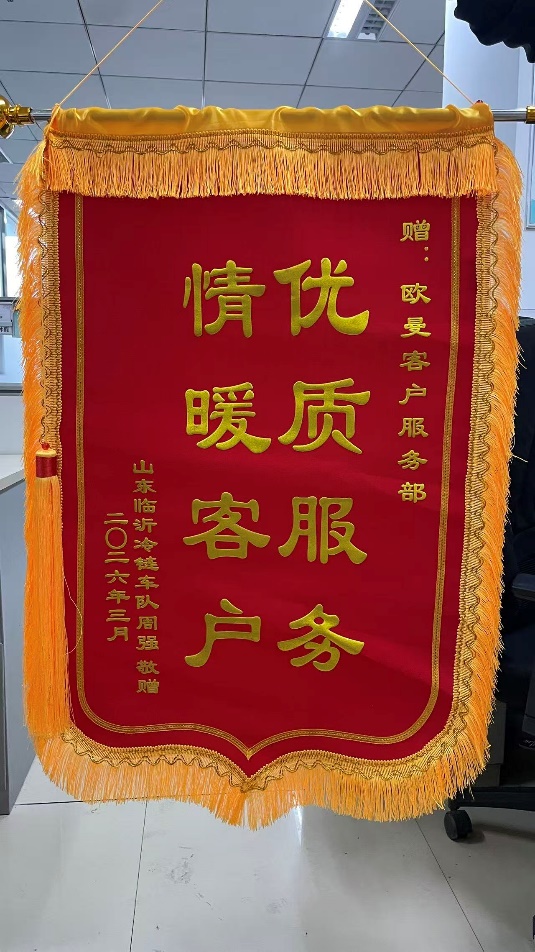 赠：欧曼客户服务部
优质服务
情暖客户
山东临沂冷链车队周强 敬赠
二〇二六年三月